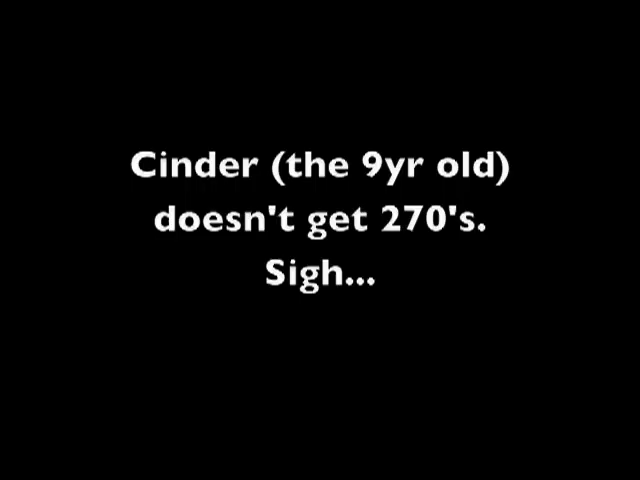 Cinder (the 9yr old)
doesn't get 270's.
Sigh...